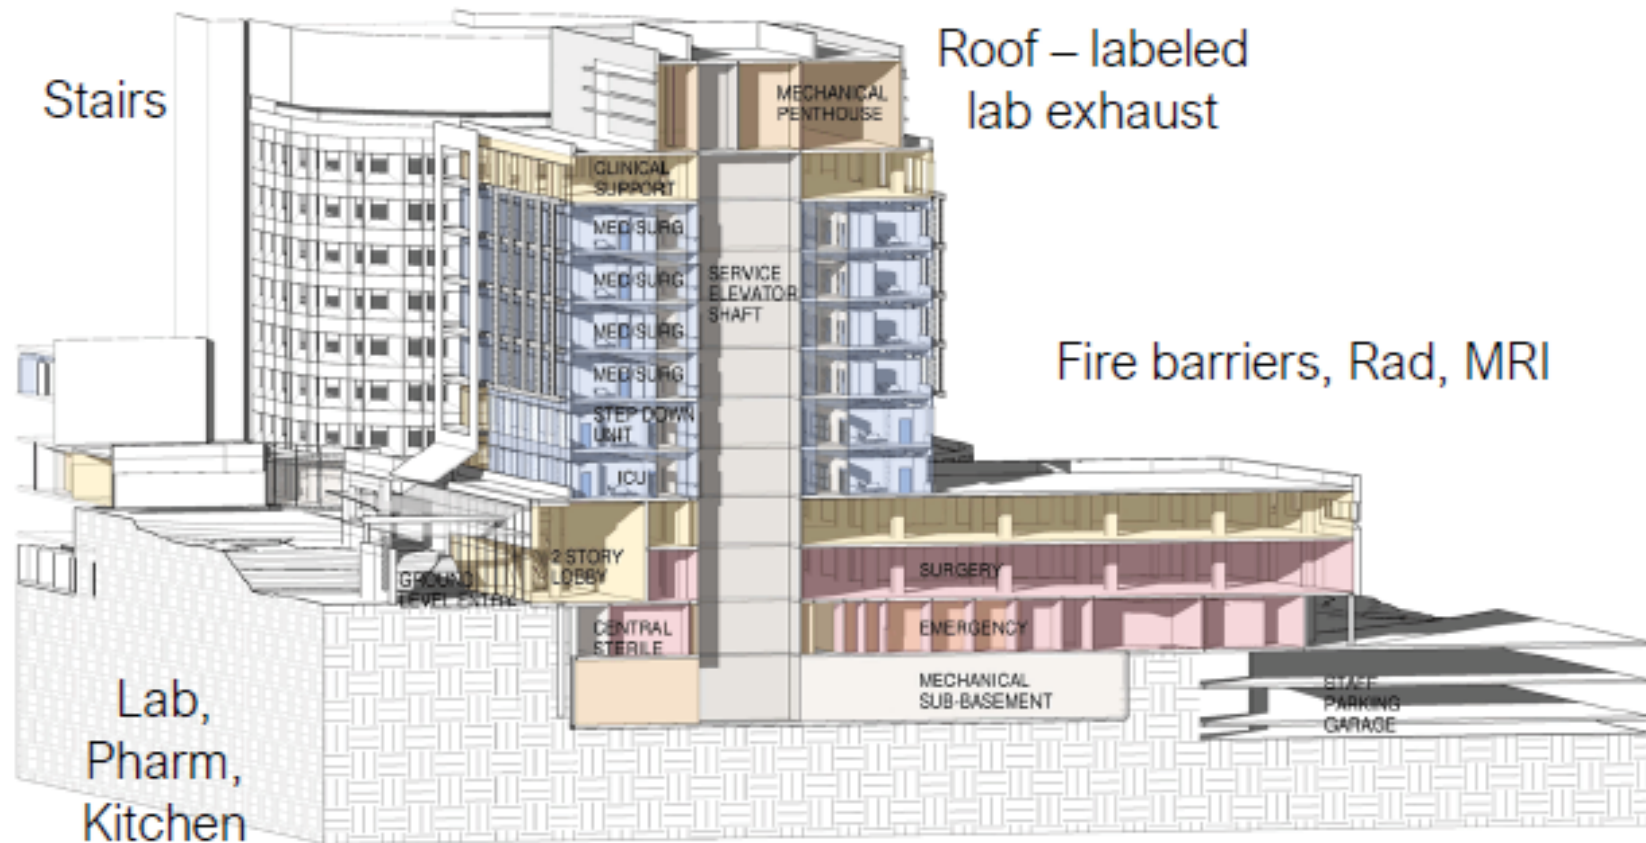 Stairs
Roof – labeled
lab exhaust
MECHANICAL
PENTHOUSE
CLINICAL
SUPPORT
MED/SURG
MED/SURG
SERVICE
ELEVATOR
SHAFT
MED/SURG
MED/SURG
Fire barriers, Rad, MRI
STEP DOWN
UNIT
ICU
2 STORY
LOBBY
SURGERY
GROUND
LEVEL ENTRY
CENTRAL
STERILE
EMERGENCY
MECHANICAL
SUB-BASEMENT
STAFF
PARKING
GARAGE
Lab,
Pharm,
Kitchen